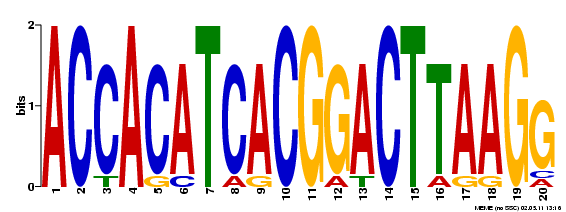 2
bits
1
0
ACCACATCACGGACTTAAGG
TGCAGATAGGC
A
1 2 3 4 5 6 7 8 9 10 11 12 13 14 15 16 17 18 19 20
MEME (no SSC) 02.05.11 13:16